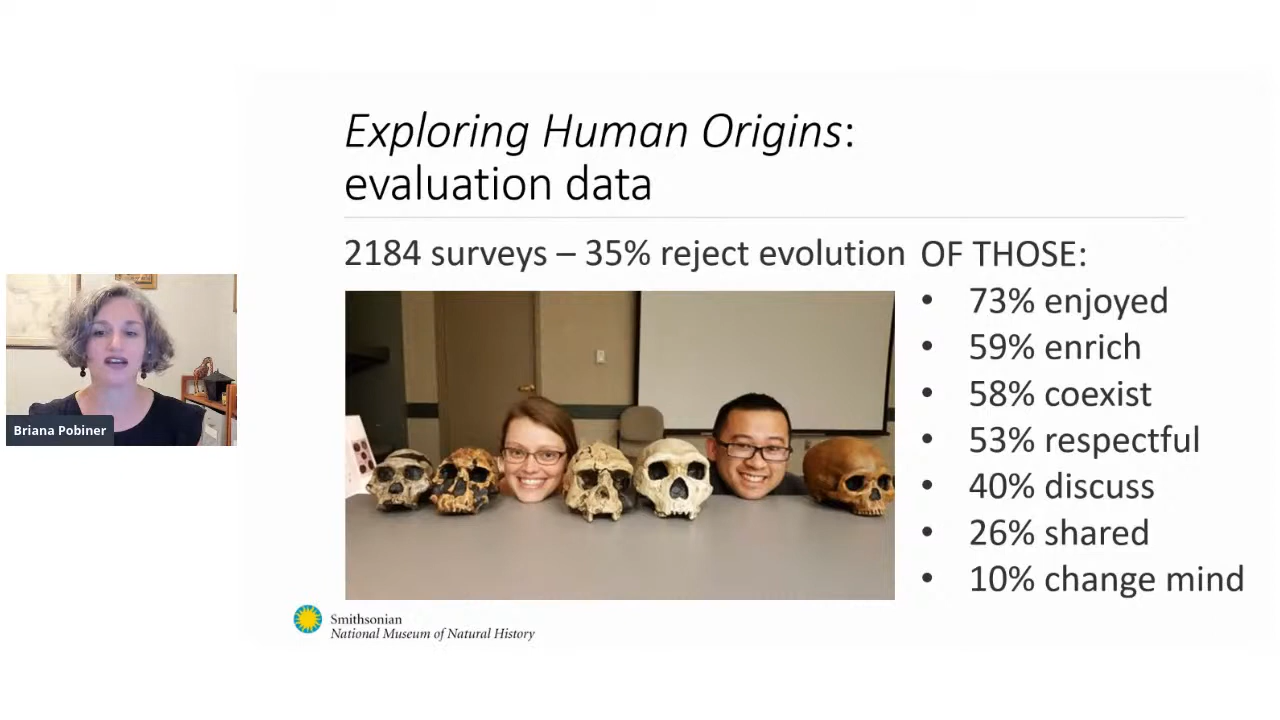 Exploring Human Origins:
evaluation data
2184 surveys – 35% reject evolution
OF THOSE:
• 73% enjoyed
• 59% enrich
• 58% coexist
• 53% respectful
• 40% discuss
• 26% shared
• 10% change mind
Briana Pobiner
Smithsonian
National Museum of Natural History